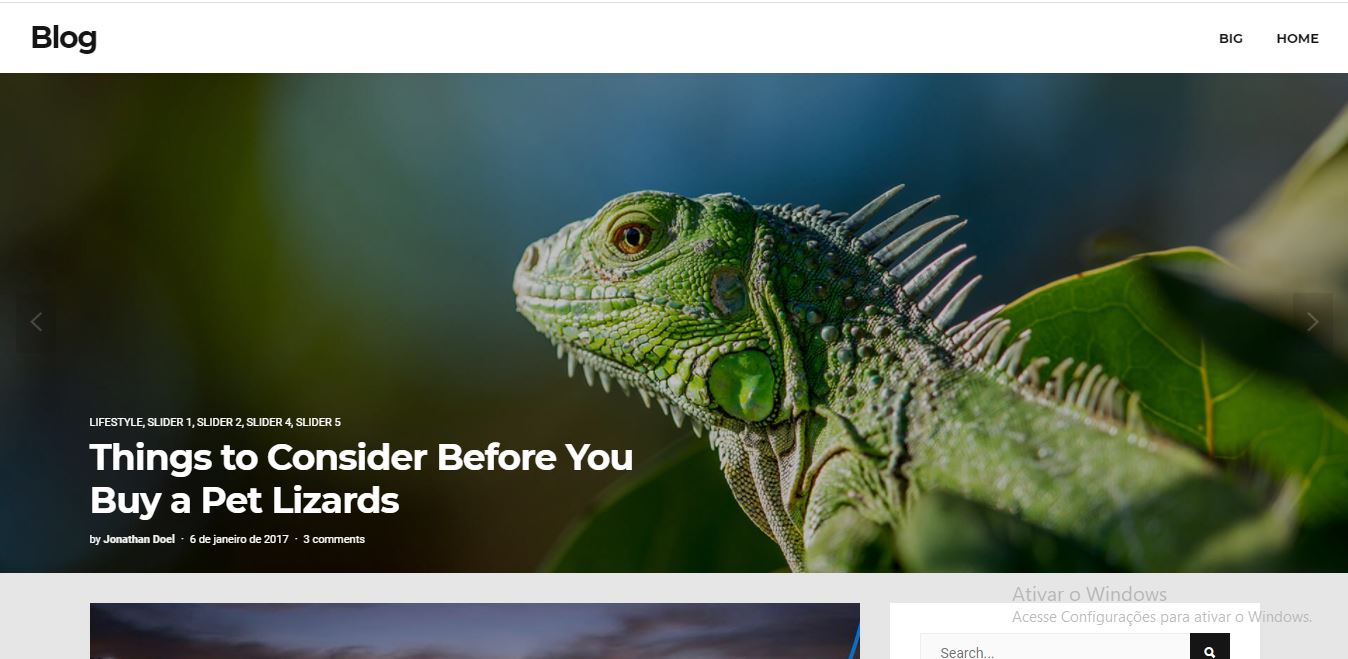 Blog
BIG HOME
LIFESTYLE, SLIDER 1, SLIDER 2, SLIDER 4, SLIDER 5
Things to Consider Before You
Buy a Pet Lizards
by Jonathan Doel · 6 de janeiro de 2017 · 3 comments
Ativar o Windows
Acesse Configurações para ativar o Windows.
Search...